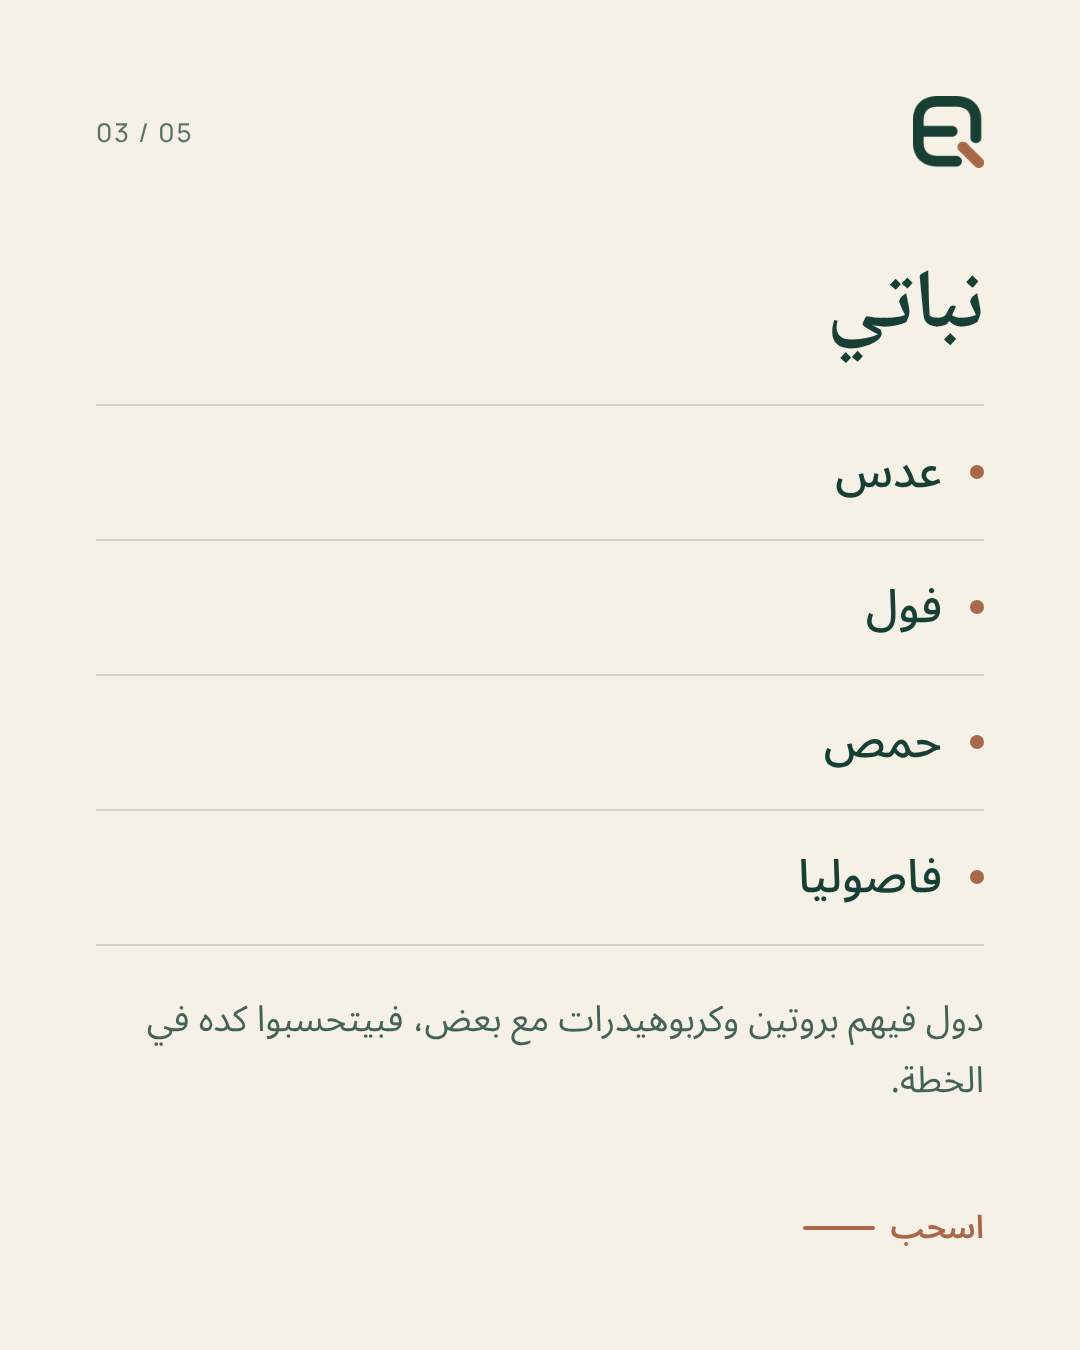 03 / 05
نباتي
عدس
فول
حمص
فاصوليا
دول فيهم بروتين وكربوهيدرات مع بعض، فبيتحسبوا كده في
الخطة.
اسحب